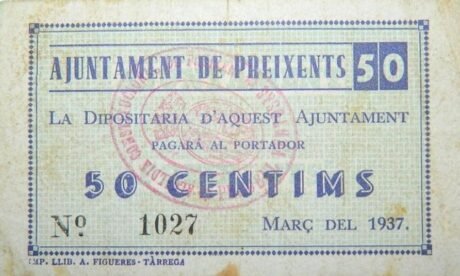 AJUNTAMENT DE PREIXENTS 50
LA DIPOSITARIA D'AQUEST AJUNTAMENT
PAGARÀ AL PORTADOR
50 CENTIMS
Nº 1027 MARÇ DEL 1937.
IMP. LLIB. A. FIGUERES - TÀRREGA